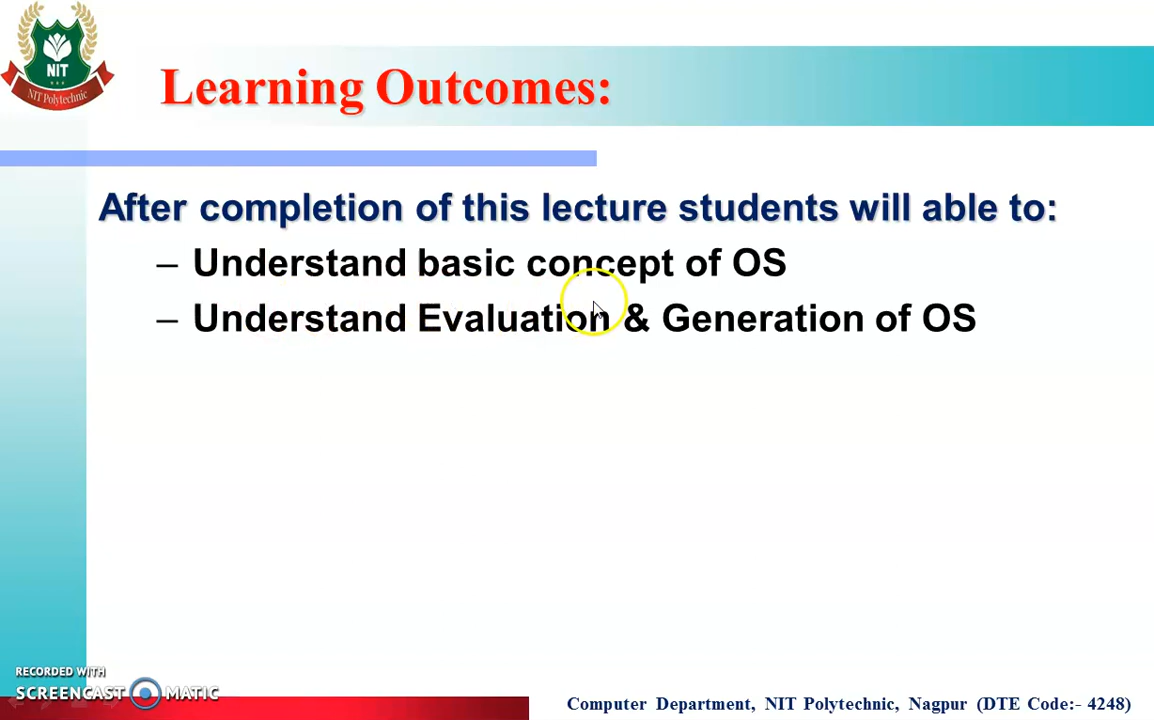 NIT
NIT Polytechnic
Learning Outcomes:
After completion of this lecture students will able to:
– Understand basic concept of OS
– Understand Evaluation & Generation of OS
RECORDED WITH
SCREENCAST MATIC
Computer Department, NIT Polytechnic, Nagpur (DTE Code:- 4248)